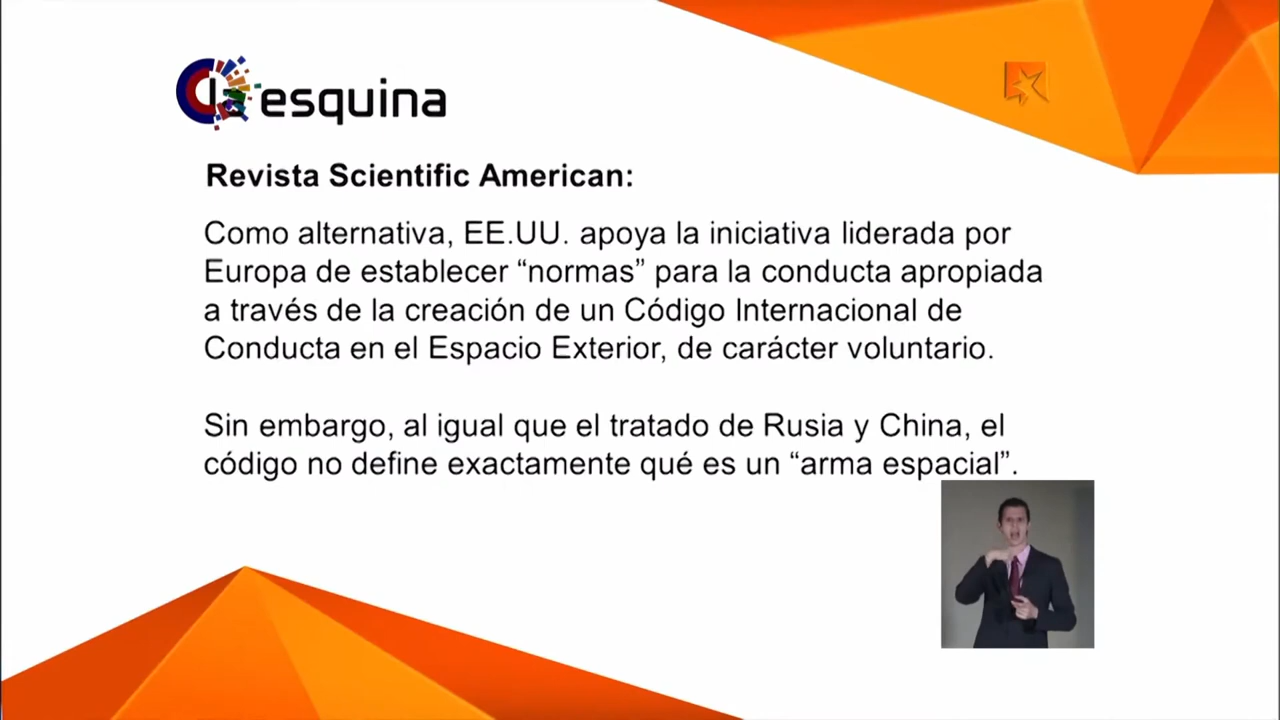 esquina
Revista Scientific American:
Como alternativa, EE.UU. apoya la iniciativa liderada por
Europa de establecer “normas” para la conducta apropiada
a través de la creación de un Código Internacional de
Conducta en el Espacio Exterior, de carácter voluntario.
Sin embargo, al igual que el tratado de Rusia y China, el
código no define exactamente qué es un “arma espacial”.